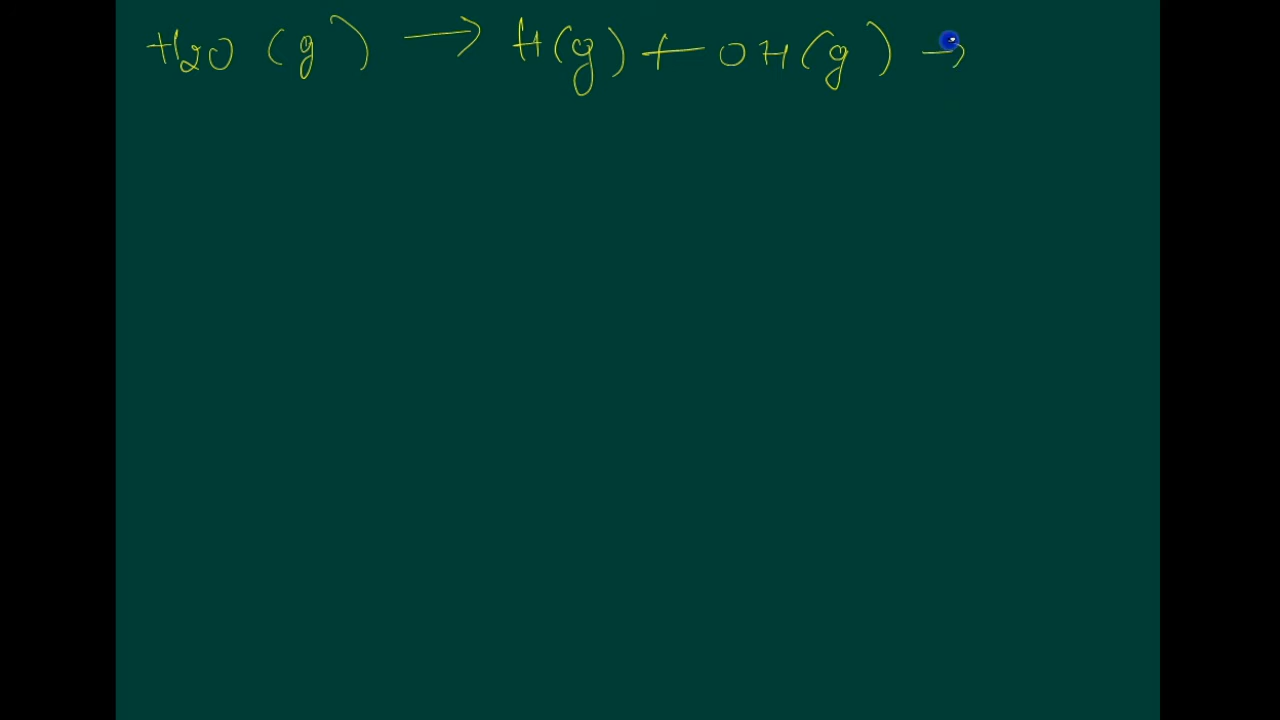 H2O (g) → H(g) + OH(g) →